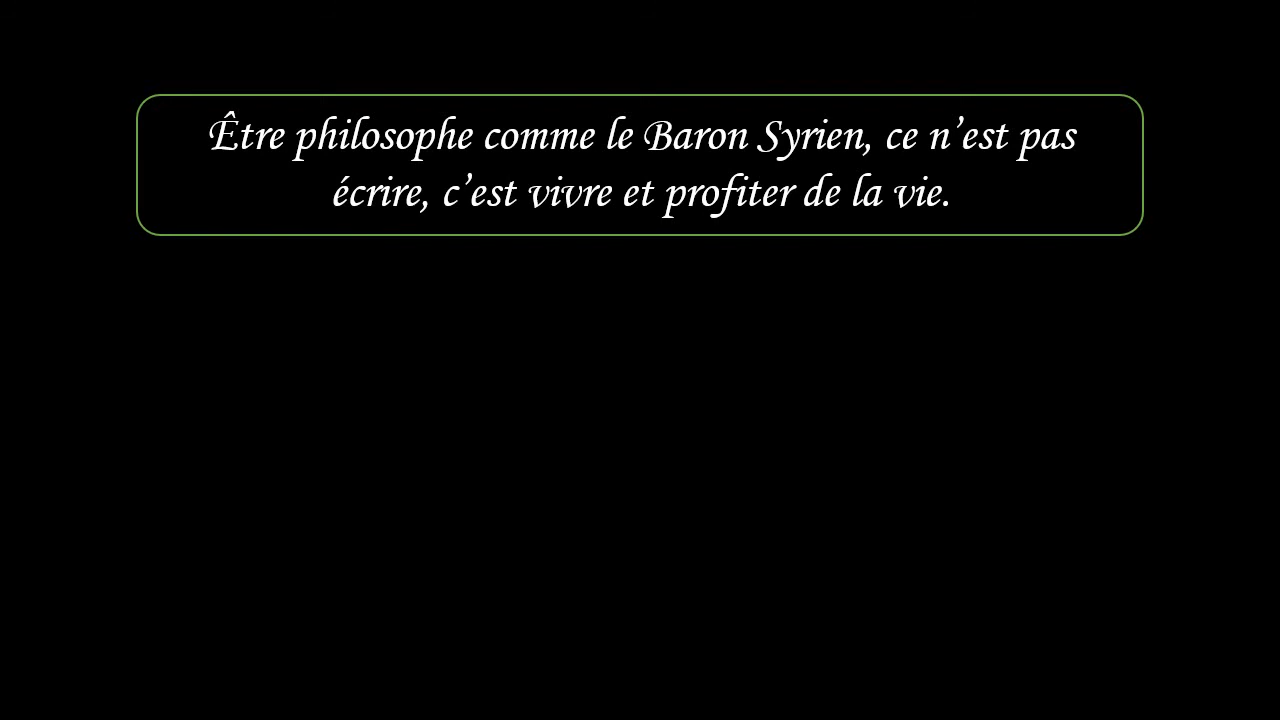 Être philosophe comme le Baron Syrien, ce n’est pas
écrire, c’est vivre et profiter de la vie.